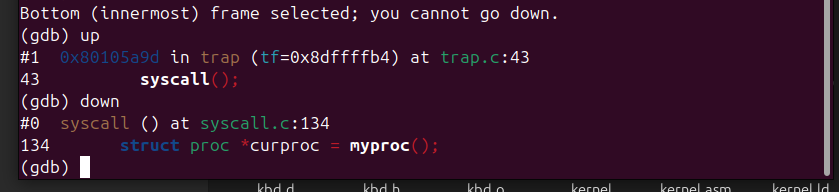 Bottom (innermost) frame selected; you cannot go down.
(gdb) up
#1  0x80105a9d in trap (tf=0x8dffffb4) at trap.c:43
43	        syscall();
(gdb) down
#0  syscall () at syscall.c:134
134	  struct proc *curproc = myproc();
(gdb)
kbd.d kbd.h kbd.o kernel kernel.asm kernel.ld